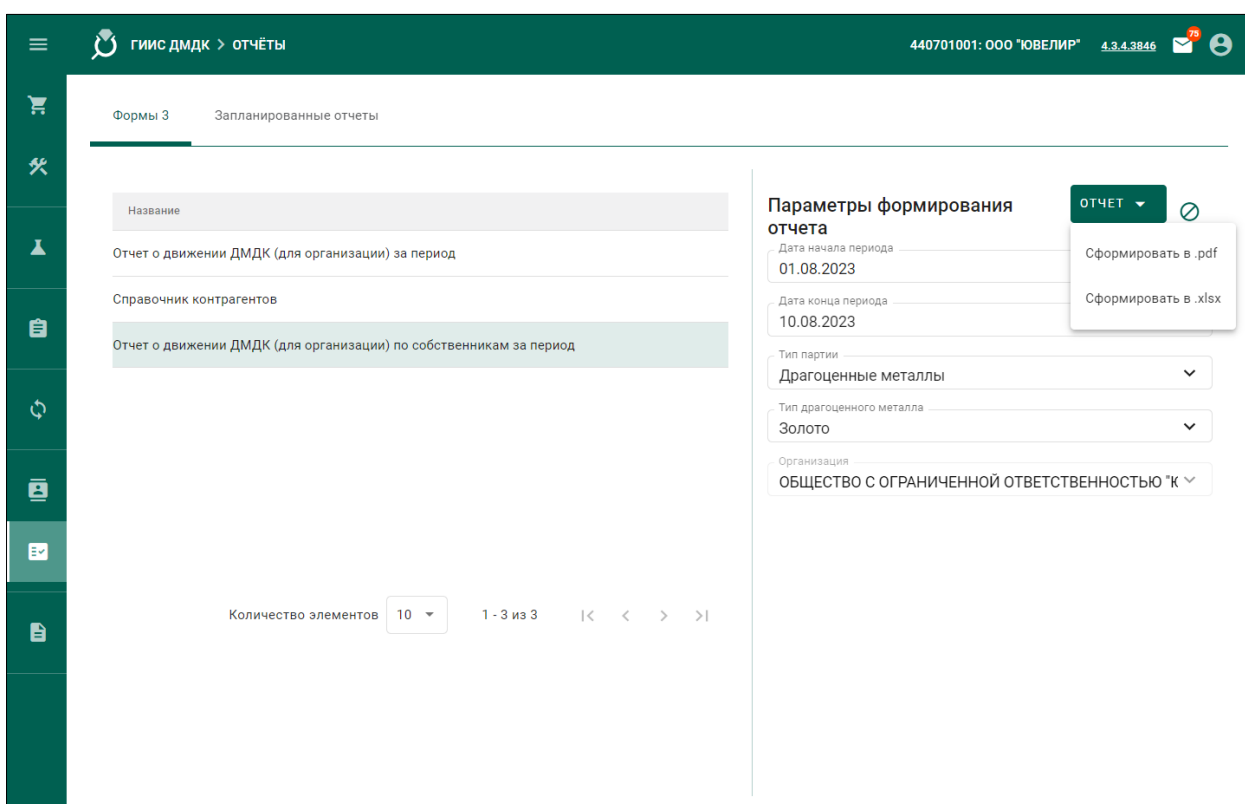 ГИИС ДМДК > ОТЧЁТЫ
440701001: ООО "ЮВЕЛИР" 4.3.4.3846 75
Формы 3 Запланированные отчеты
Название
Отчет о движении ДМДК (для организации) за период
Справочник контрагентов
Отчет о движении ДМДК (для организации) по собственникам за период
Количество элементов 10 1 - 3 из 3
Параметры формирования
отчета
ОТЧЕТ
Сформировать в .pdf
Сформировать в .xlsx
Дата начала периода
01.08.2023
Дата конца периода
10.08.2023
Тип партии
Драгоценные металлы
Тип драгоценного металла
Золото
Организация
ОБЩЕСТВО С ОГРАНИЧЕННОЙ ОТВЕТСТВЕННОСТЬЮ "К